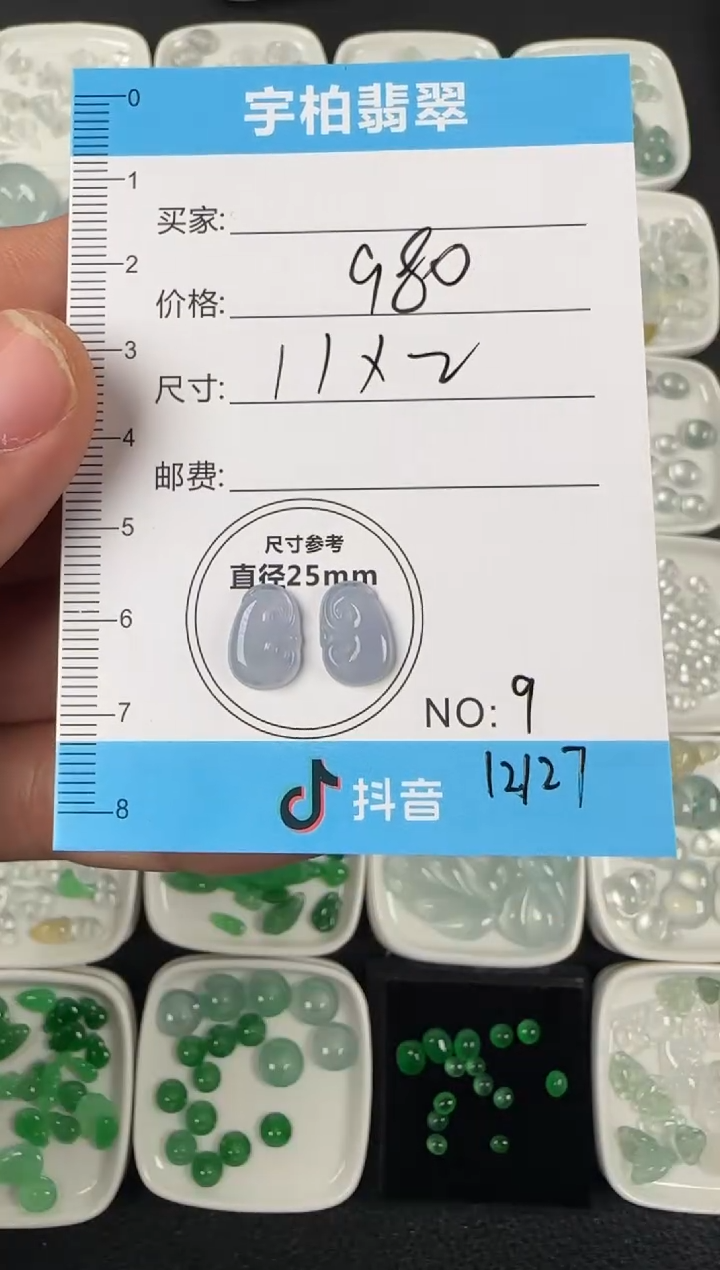 宇柏翡翠
0
1
买家:
2
价格: 980
3
尺寸: 11×2
4
邮费:
5
尺寸参考
直径25mm
6
NO: 9
7
抖音 12/27
8